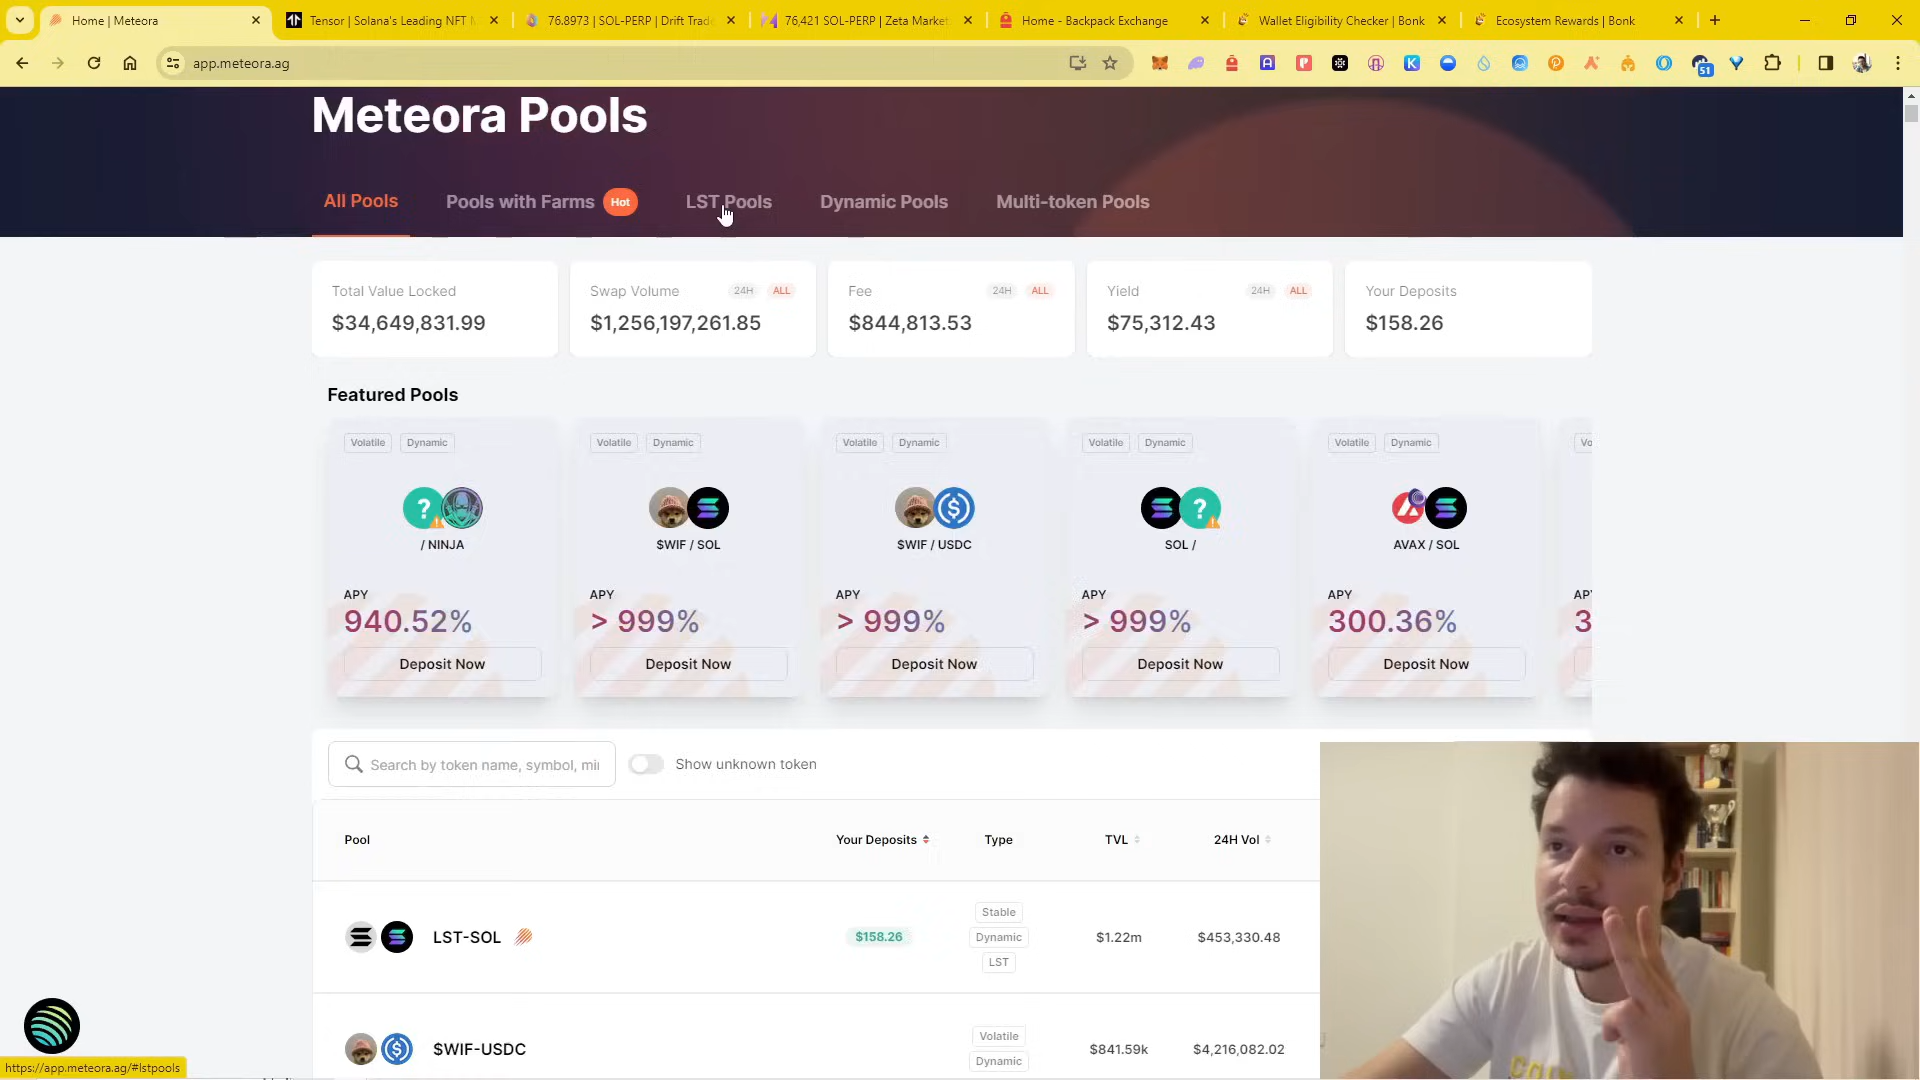 Home | Meteora
Tensor | Solana's Leading NFT M
76.8973 | SOL-PERP | Drift Trade
76,421 SOL-PERP | Zeta Market
Home - Backpack Exchange
Wallet Eligibility Checker | Bonk
Ecosystem Rewards | Bonk
app.meteora.ag
51
Meteora Pools
All Pools
Pools with Farms Hot
LST Pools
Dynamic Pools
Multi-token Pools
Total Value Locked
$34,649,831.99
Swap Volume 24H ALL
$1,256,197,261.85
Fee 24H ALL
$844,813.53
Yield 24H ALL
$75,312.43
Your Deposits
$158.26
Featured Pools
Volatile Dynamic
?
/ NINJA
APY
940.52%
Deposit Now
Volatile Dynamic
$WIF / SOL
APY
> 999%
Deposit Now
Volatile Dynamic
$WIF / USDC
APY
> 999%
Deposit Now
Volatile Dynamic
?
SOL /
APY
> 999%
Deposit Now
Volatile Dynamic
AVAX / SOL
APY
300.36%
Deposit Now
Vo
AP
3
Search by token name, symbol, mi
Show unknown token
Pool Your Deposits Type TVL 24H Vol
LST-SOL $158.26 Stable Dynamic LST $1.22m $453,330.48
$WIF-USDC Volatile Dynamic $841.59k $4,216,082.02
https://app.meteora.ag/#lstpools